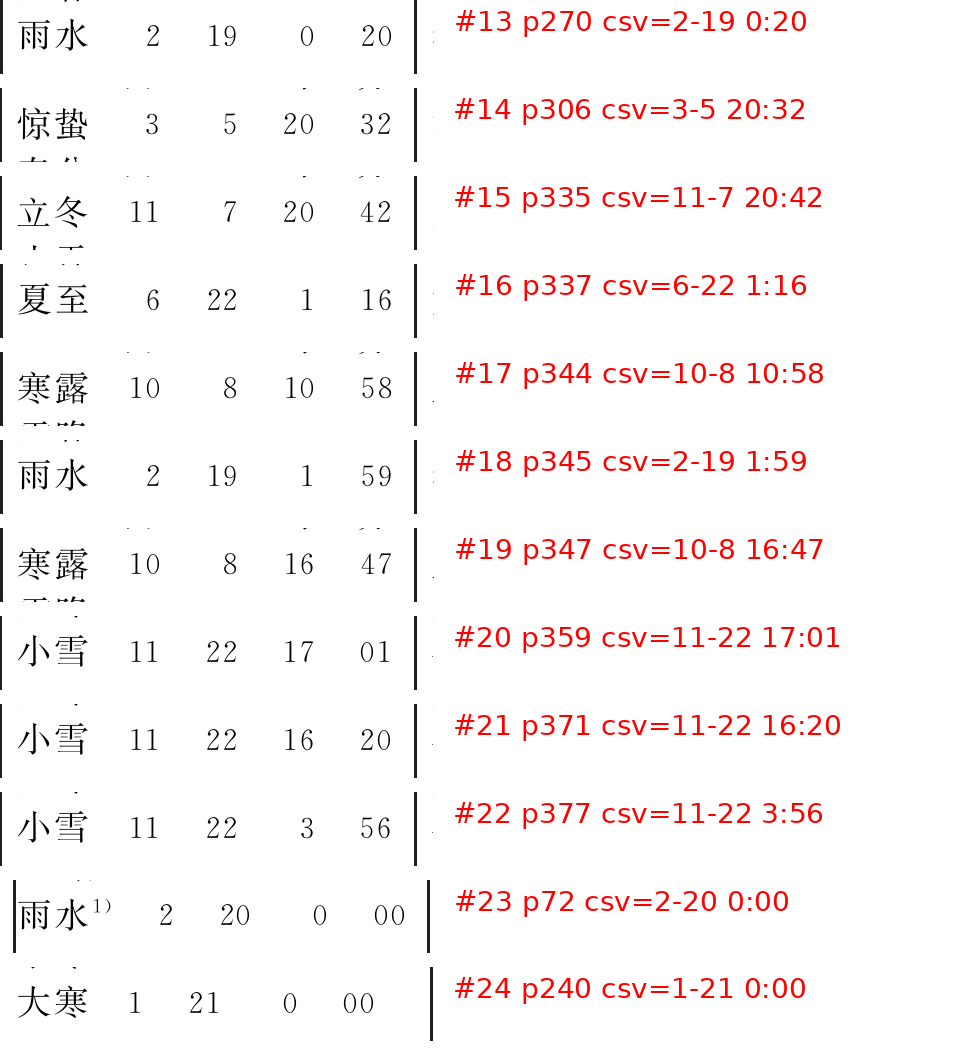 雨水 2 19 0 20 #13 p270 csv=2-19 0:20
惊蛰 3 5 20 32 #14 p306 csv=3-5 20:32
立冬 11 7 20 42 #15 p335 csv=11-7 20:42
夏至 6 22 1 16 #16 p337 csv=6-22 1:16
寒露 10 8 10 58 #17 p344 csv=10-8 10:58
雨水 2 19 1 59 #18 p345 csv=2-19 1:59
寒露 10 8 16 47 #19 p347 csv=10-8 16:47
小雪 11 22 17 01 #20 p359 csv=11-22 17:01
小雪 11 22 16 20 #21 p371 csv=11-22 16:20
小雪 11 22 3 56 #22 p377 csv=11-22 3:56
雨水1) 2 20 0 00 #23 p72 csv=2-20 0:00
大寒 1 21 0 00 #24 p240 csv=1-21 0:00